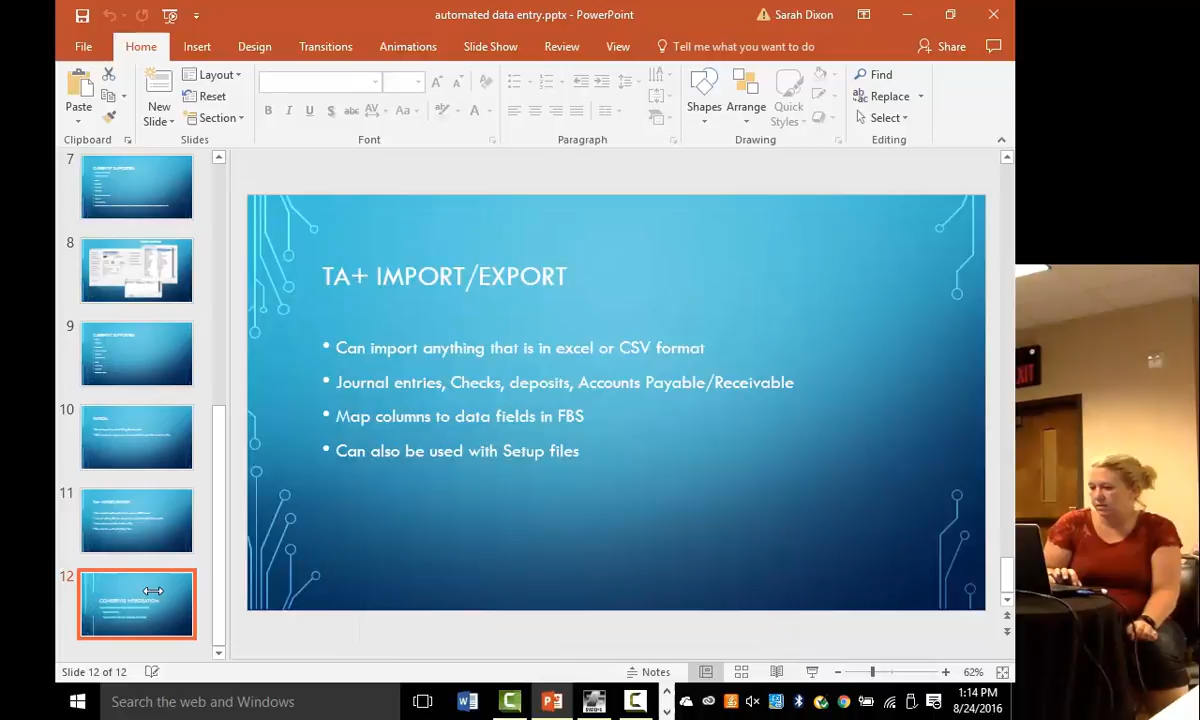 automated data entry.pptx - PowerPoint
Sarah Dixon
File Home Insert Design Transitions Animations Slide Show Review View Tell me what you want to do Share
Paste
New
Slide
Layout
Reset
Section
B I U S abc AV Aa A
Shapes
Arrange
Quick
Styles
Find
Replace
Select
Clipboard Slides Font Paragraph Drawing Editing
7
8
9
10
11
12
TA+ IMPORT/EXPORT
• Can import anything that is in excel or CSV format
• Journal entries, Checks, deposits, Accounts Payable/Receivable
• Map columns to data fields in FBS
• Can also be used with Setup files
EXIT
Slide 12 of 12
Notes
62%
Search the web and Windows
1:14 PM
8/24/2016